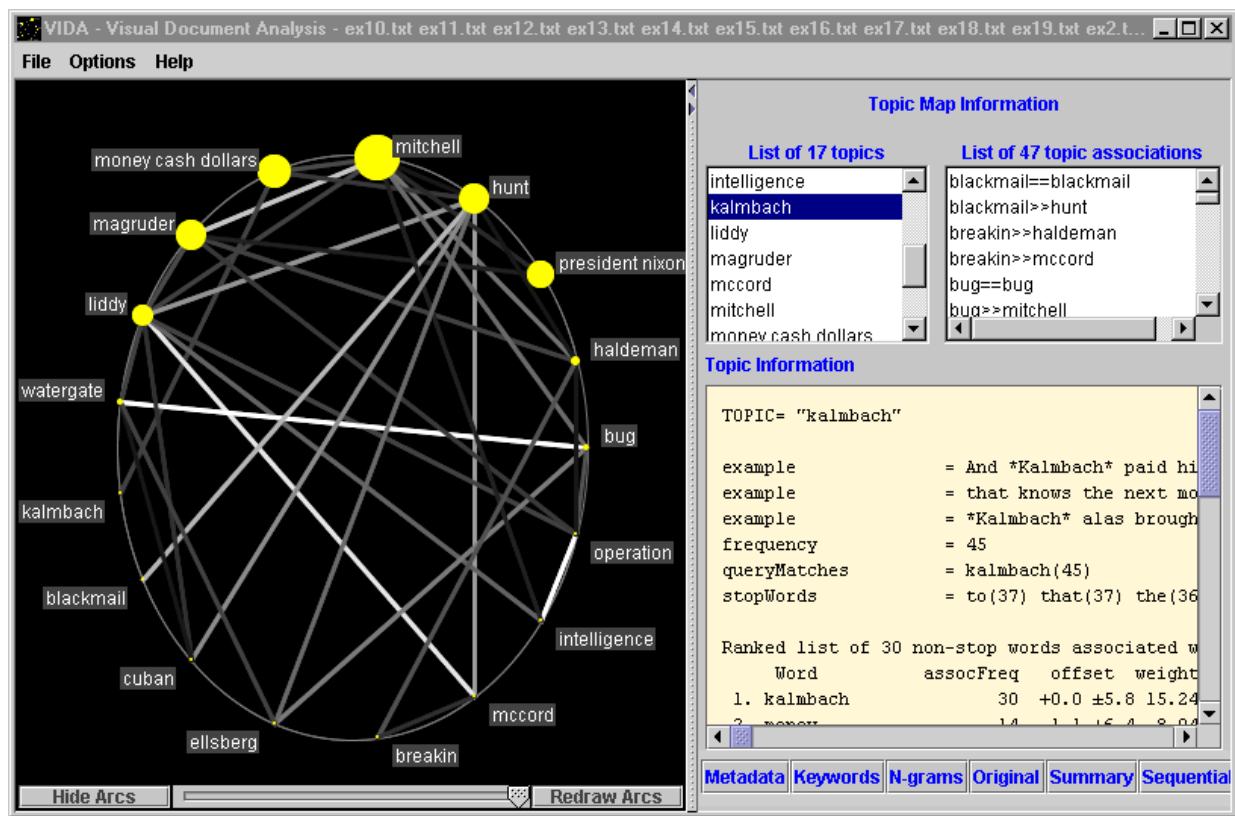 VIDA - Visual Document Analysis - ex10.txt ex11.txt ex12.txt ex13.txt ex14.txt ex15.txt ex16.txt ex17.txt ex18.txt ex19.txt ex2.t...
File Options Help
mitchell
money cash dollars
hunt
magruder
president nixon
liddy
haldeman
watergate
bug
kalmbach
operation
blackmail
intelligence
cuban
mccord
ellsberg
breakin
Hide Arcs
Redraw Arcs
Topic Map Information
List of 17 topics
intelligence
kalmbach
liddy
magruder
mccord
mitchell
money cash dollars
List of 47 topic associations
blackmail==blackmail
blackmail>>hunt
breakin>>haldeman
breakin>>mccord
bug==bug
bug>>mitchell
Topic Information
TOPIC= "kalmbach"
example = And *Kalmbach* paid hi
example = that knows the next mo
example = *Kalmbach* alas brough
frequency = 45
queryMatches = kalmbach(45)
stopWords = to(37) that(37) the(36
Ranked list of 30 non-stop words associated w
Word assocFreq offset weight
1. kalmbach 30 +0.0 ±5.8 15.24
2. money 14
Metadata Keywords N-grams Original Summary Sequential